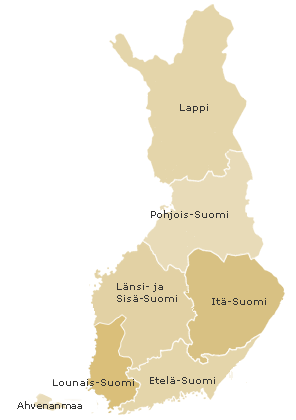 Lappi
Pohjois-Suomi
Länsi- ja
Sisä-Suomi
Itä-Suomi
Etelä-Suomi
Lounais-Suomi
Ahvenanmaa